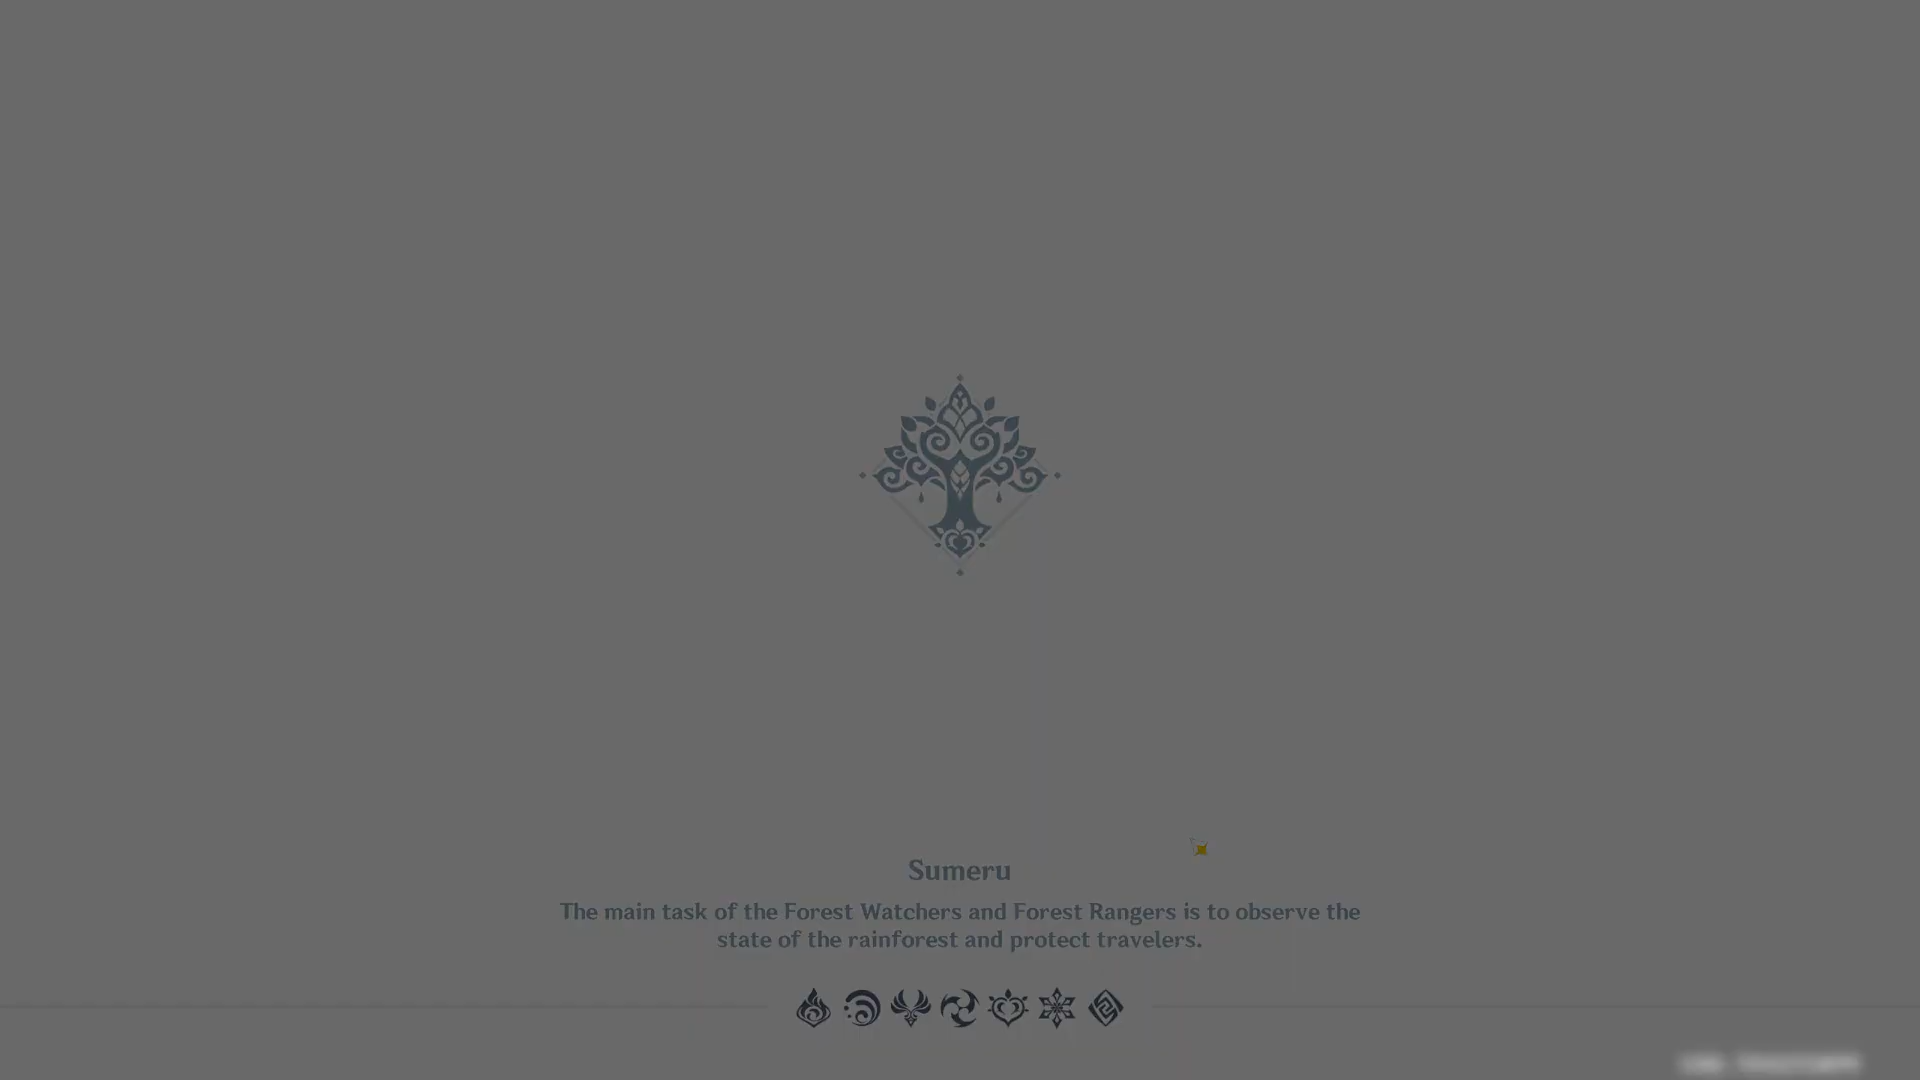 Sumeru
The main task of the Forest Watchers and Forest Rangers is to observe the
state of the rainforest and protect travelers.